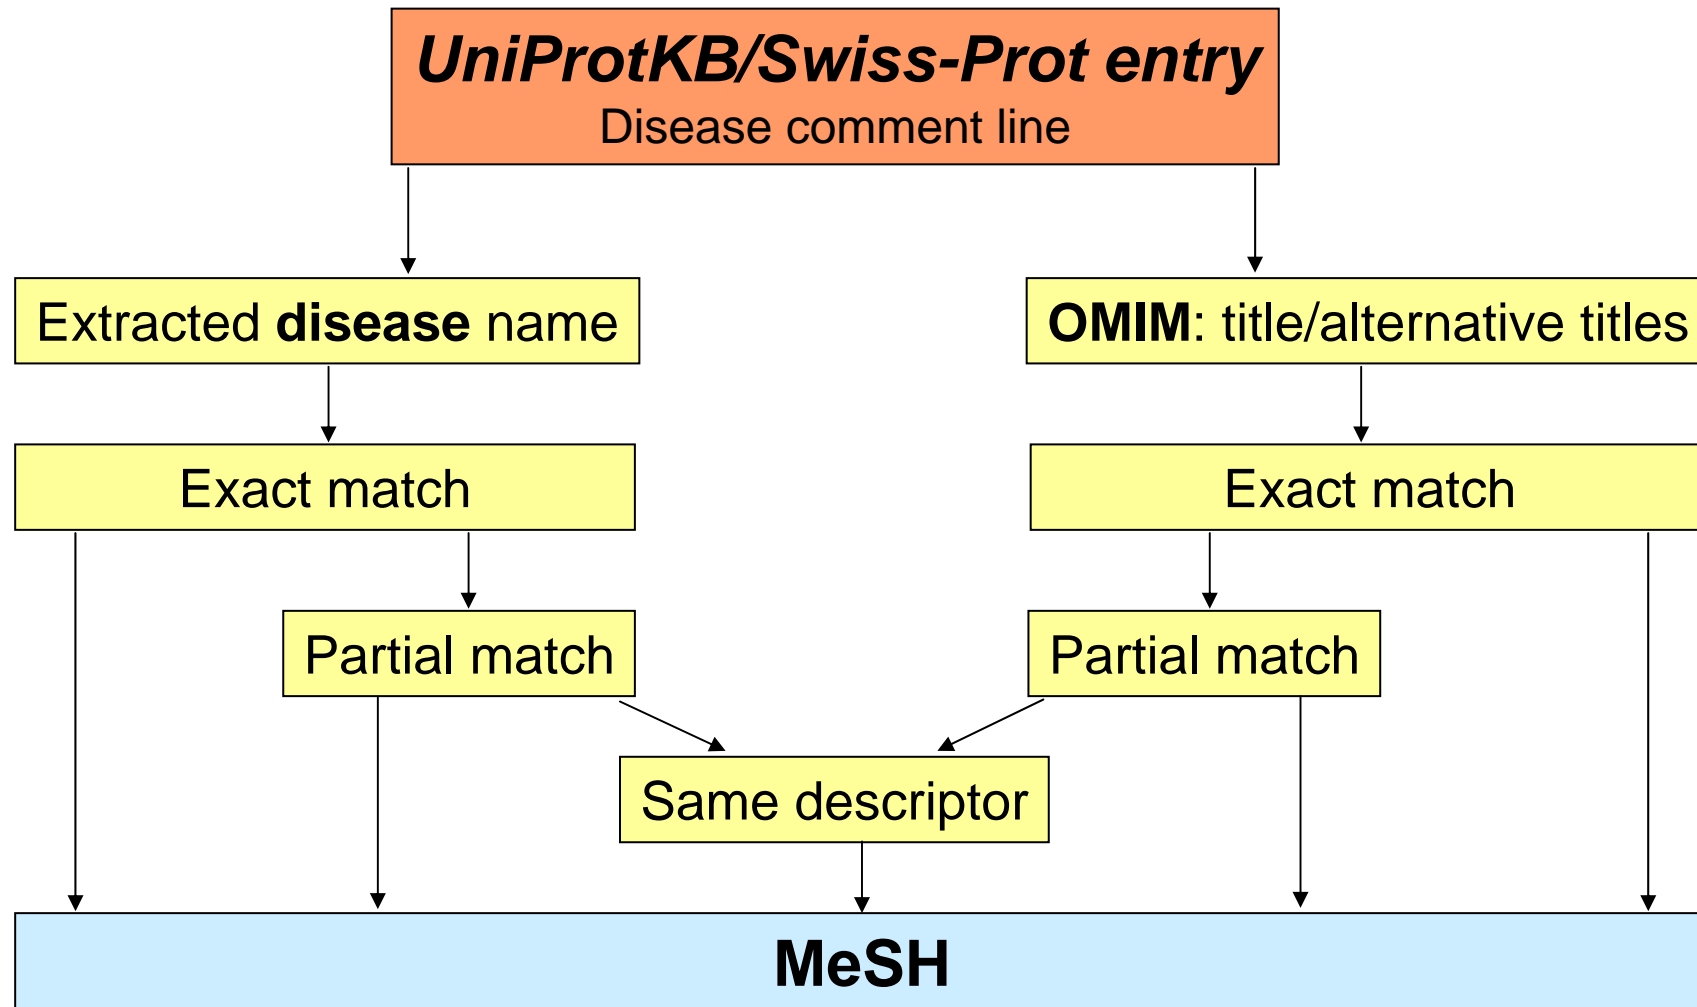 UniProtKB/Swiss-Prot entry
Disease comment line
Extracted disease name
OMIM: title/alternative titles
Exact match
Exact match
Partial match
Partial match
Same descriptor
MeSH